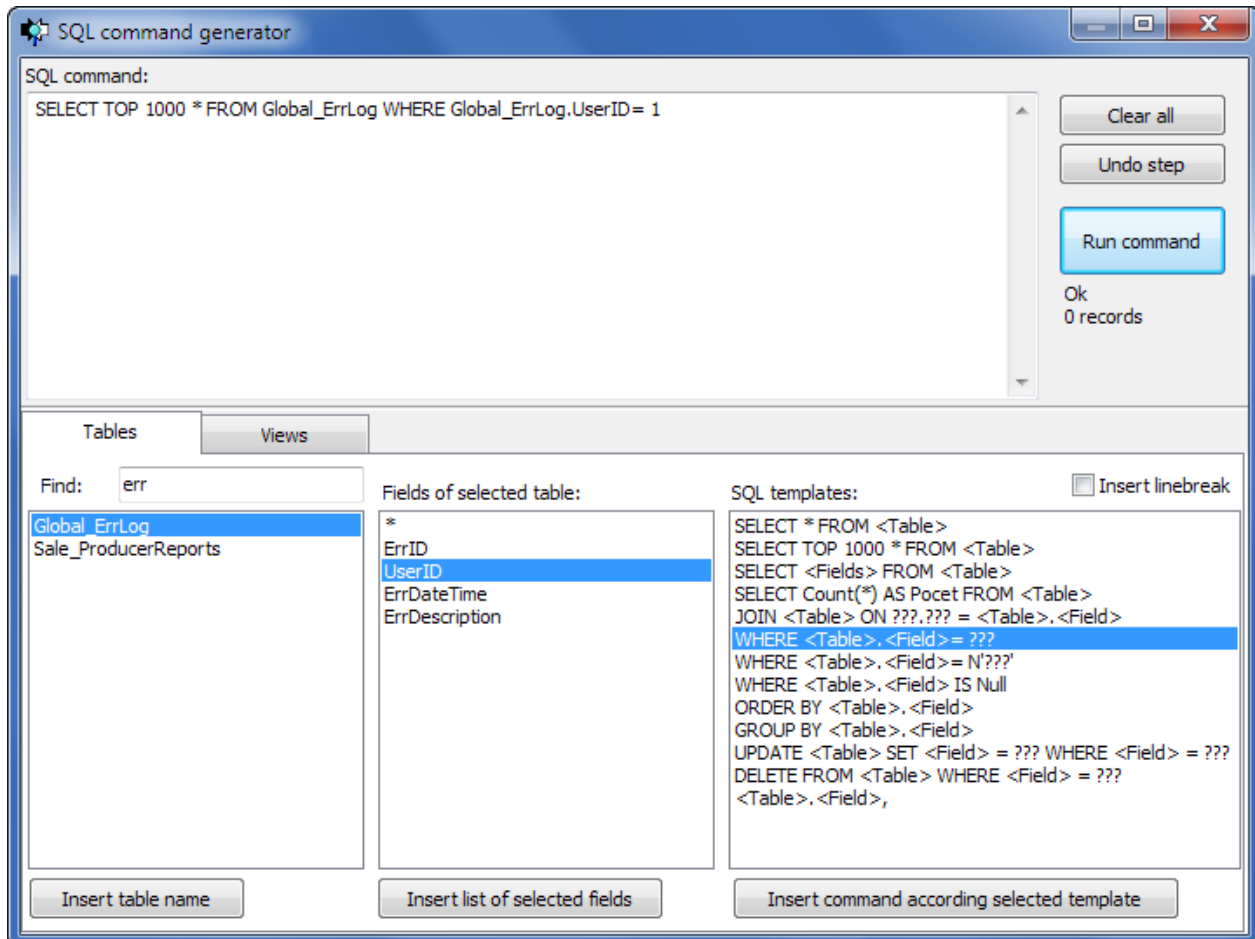 SQL command generator
SQL command:
SELECT TOP 1000 * FROM Global_ErrLog WHERE Global_ErrLog.UserID= 1
Clear all
Undo step
Run command
Ok
0 records
Tables
Views
Find:
err
Global_ErrLog
Sale_ProducerReports
Insert table name
Fields of selected table:
*
ErrID
UserID
ErrDateTime
ErrDescription
Insert list of selected fields
SQL templates:
Insert linebreak
SELECT * FROM <Table>
SELECT TOP 1000 * FROM <Table>
SELECT <Fields> FROM <Table>
SELECT Count(*) AS Pocet FROM <Table>
JOIN <Table> ON ???.??? = <Table>.<Field>
WHERE <Table>.<Field>= ???
WHERE <Table>.<Field>= N'???'
WHERE <Table>.<Field> IS Null
ORDER BY <Table>.<Field>
GROUP BY <Table>.<Field>
UPDATE <Table> SET <Field> = ??? WHERE <Field> = ???
DELETE FROM <Table> WHERE <Field> = ???
<Table>.<Field>,
Insert command according selected template